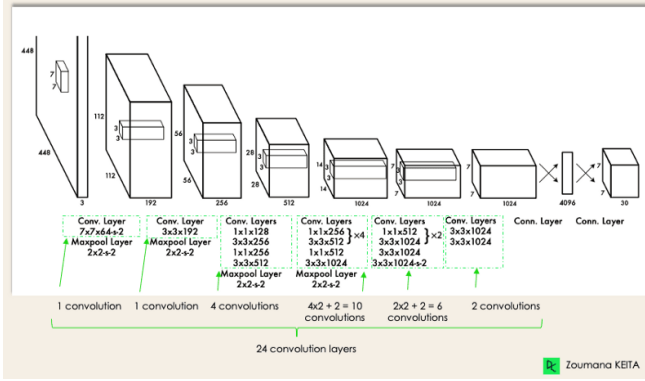 448
448
7
7
3
112
112
3
3
192
56
56
3
3
256
28
28
3
3
512
14
14
3
3
1024
7
7
3
3
1024
7
7
1024
4096
7
7
30
Conv. Layer
7x7x64-s-2
Maxpool Layer
2x2-s-2
Conv. Layer
3x3x192
Maxpool Layer
2x2-s-2
Conv. Layers
1x1x128
3x3x256
1x1x256
3x3x512
Maxpool Layer
2x2-s-2
Conv. Layers
1x1x256
3x3x512
}x4
1x1x512
3x3x1024
Maxpool Layer
2x2-s-2
Conv. Layers
1x1x512
3x3x1024
}x2
3x3x1024
3x3x1024-s-2
Conv. Layers
3x3x1024
3x3x1024
Conn. Layer
Conn. Layer
1 convolution
1 convolution
4 convolutions
4x2 + 2 = 10
convolutions
2x2 + 2 = 6
convolutions
2 convolutions
24 convolution layers
Zoumana KEITA